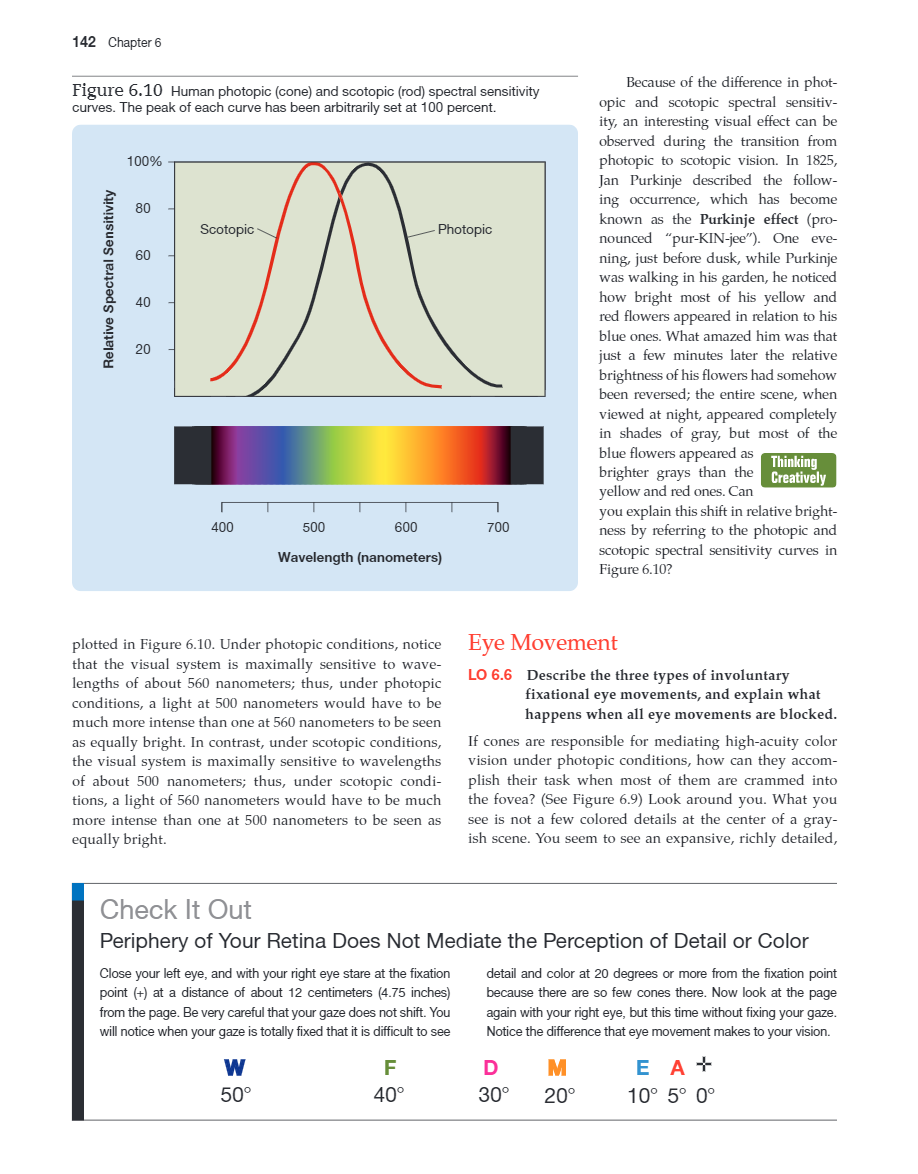 142 Chapter 6
Figure 6.10 Human photopic (cone) and scotopic (rod) spectral sensitivity
curves. The peak of each curve has been arbitrarily set at 100 percent.
100%
80
60
40
20
Relative Spectral Sensitivity
Scotopic
Photopic
400
500
600
700
Wavelength (nanometers)
Because of the difference in phot-
opic and scotopic spectral sensitiv-
ity, an interesting visual effect can be
observed during the transition from
photopic to scotopic vision. In 1825,
Jan Purkinje described the follow-
ing occurrence, which has become
known as the Purkinje effect (pro-
nounced “pur-KIN-jee”). One eve-
ning, just before dusk, while Purkinje
was walking in his garden, he noticed
how bright most of his yellow and
red flowers appeared in relation to his
blue ones. What amazed him was that
just a few minutes later the relative
brightness of his flowers had somehow
been reversed; the entire scene, when
viewed at night, appeared completely
in shades of gray, but most of the
blue flowers appeared as
brighter grays than the
yellow and red ones. Can
you explain this shift in relative bright-
ness by referring to the photopic and
scotopic spectral sensitivity curves in
Figure 6.10?
Thinking
Creatively
plotted in Figure 6.10. Under photopic conditions, notice
that the visual system is maximally sensitive to wave-
lengths of about 560 nanometers; thus, under photopic
conditions, a light at 500 nanometers would have to be
much more intense than one at 560 nanometers to be seen
as equally bright. In contrast, under scotopic conditions,
the visual system is maximally sensitive to wavelengths
of about 500 nanometers; thus, under scotopic condi-
tions, a light of 560 nanometers would have to be much
more intense than one at 500 nanometers to be seen as
equally bright.
Eye Movement
LO 6.6 Describe the three types of involuntary
fixational eye movements, and explain what
happens when all eye movements are blocked.
If cones are responsible for mediating high-acuity color
vision under photopic conditions, how can they accom-
plish their task when most of them are crammed into
the fovea? (See Figure 6.9) Look around you. What you
see is not a few colored details at the center of a gray-
ish scene. You seem to see an expansive, richly detailed,
Check It Out
Periphery of Your Retina Does Not Mediate the Perception of Detail or Color
Close your left eye, and with your right eye stare at the fixation
point (+) at a distance of about 12 centimeters (4.75 inches)
from the page. Be very careful that your gaze does not shift. You
will notice when your gaze is totally fixed that it is difficult to see
detail and color at 20 degrees or more from the fixation point
because there are so few cones there. Now look at the page
again with your right eye, but this time without fixing your gaze.
Notice the difference that eye movement makes to your vision.
W F D M E A +
50° 40° 30° 20° 10° 5° 0°